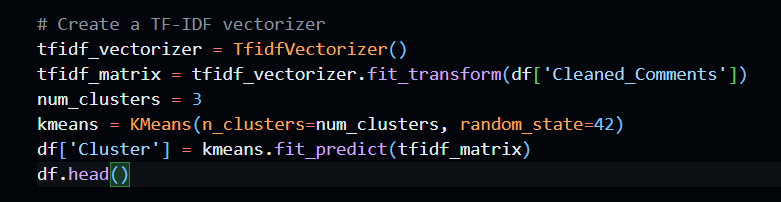 # Create a TF-IDF vectorizer
tfidf_vectorizer = TfidfVectorizer()
tfidf_matrix = tfidf_vectorizer.fit_transform(df['Cleaned_Comments'])
num_clusters = 3
kmeans = KMeans(n_clusters=num_clusters, random_state=42)
df['Cluster'] = kmeans.fit_predict(tfidf_matrix)
df.head()